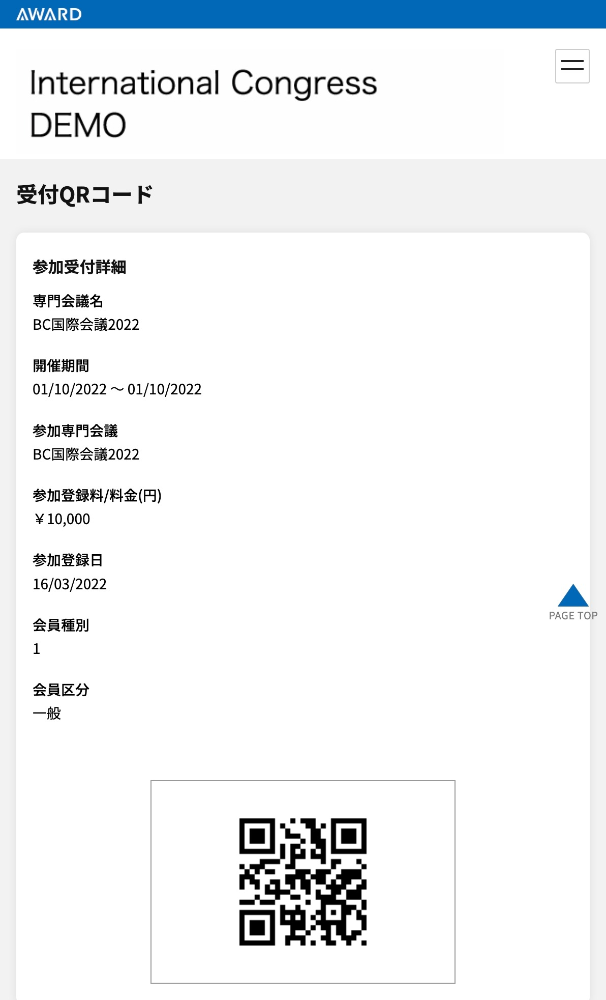 AWARD
International Congress
DEMO
受付QRコード
参加受付詳細
専門会議名
BC国際会議2022
開催期間
01/10/2022 〜 01/10/2022
参加専門会議
BC国際会議2022
参加登録料/料金(円)
￥10,000
参加登録日
16/03/2022
PAGE TOP
会員種別
1
会員区分
一般